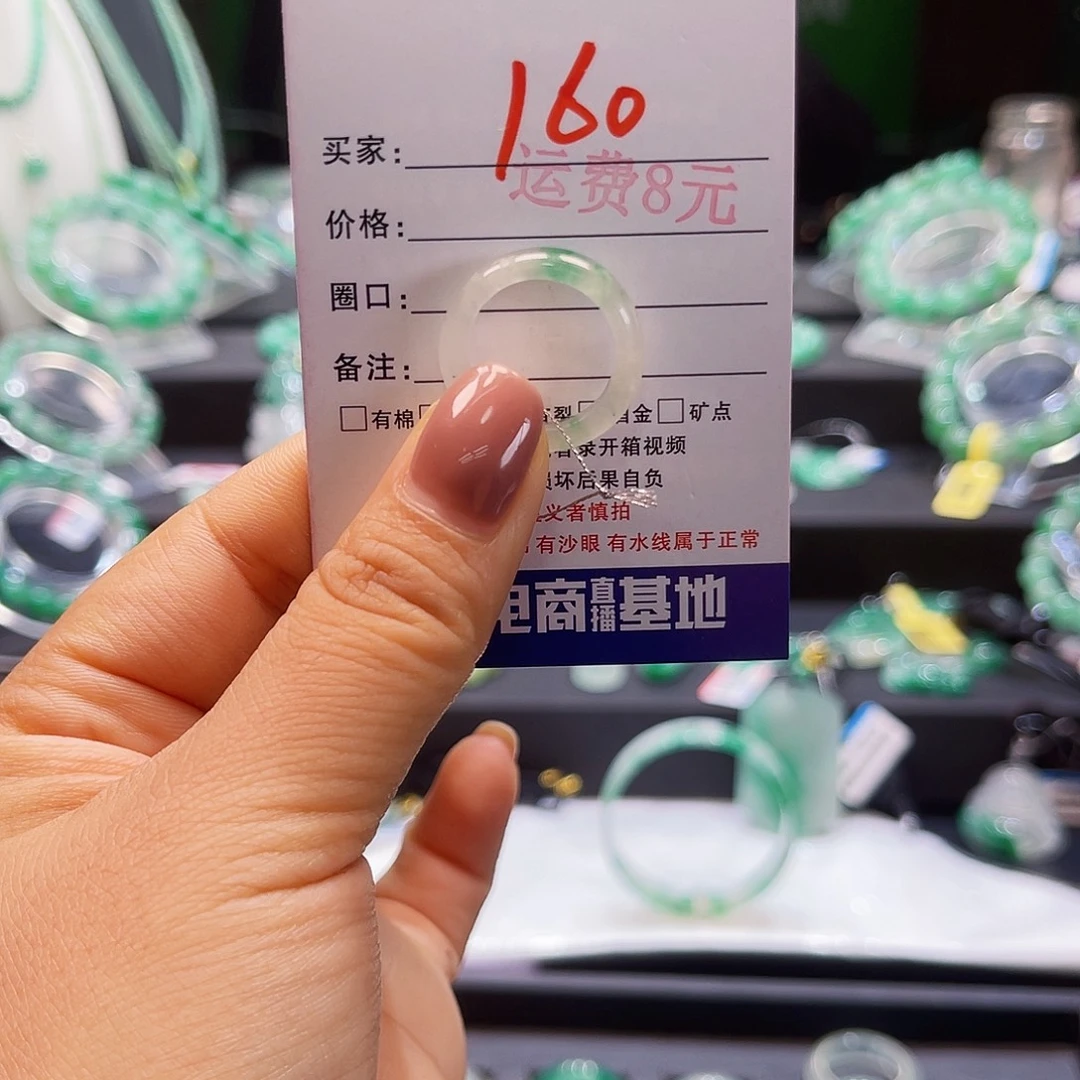 160
买家:
运费8元
价格:
圈口:
备注:
□有棉 裂 □ 金 □矿点
录开箱视频
坏后果自负
义者慎拍
有沙眼 有水线属于正常
电商直播基地